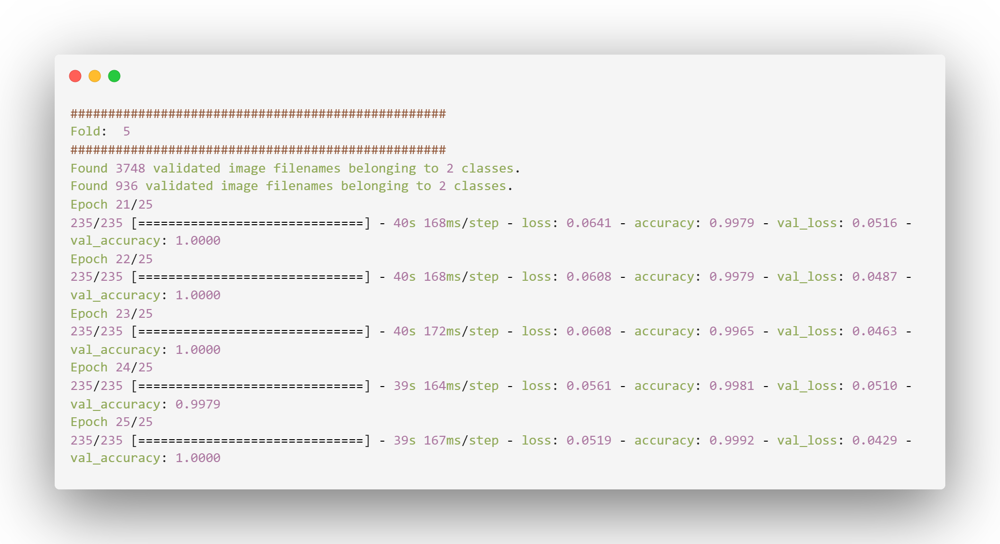 ##################################################
Fold:  5
##################################################
Found 3748 validated image filenames belonging to 2 classes.
Found 936 validated image filenames belonging to 2 classes.
Epoch 21/25
235/235 [==============================] - 40s 168ms/step - loss: 0.0641 - accuracy: 0.9979 - val_loss: 0.0516 -
val_accuracy: 1.0000
Epoch 22/25
235/235 [==============================] - 40s 168ms/step - loss: 0.0608 - accuracy: 0.9979 - val_loss: 0.0487 -
val_accuracy: 1.0000
Epoch 23/25
235/235 [==============================] - 40s 172ms/step - loss: 0.0608 - accuracy: 0.9965 - val_loss: 0.0463 -
val_accuracy: 1.0000
Epoch 24/25
235/235 [==============================] - 39s 164ms/step - loss: 0.0561 - accuracy: 0.9981 - val_loss: 0.0510 -
val_accuracy: 0.9979
Epoch 25/25
235/235 [==============================] - 39s 167ms/step - loss: 0.0519 - accuracy: 0.9992 - val_loss: 0.0429 -
val_accuracy: 1.0000